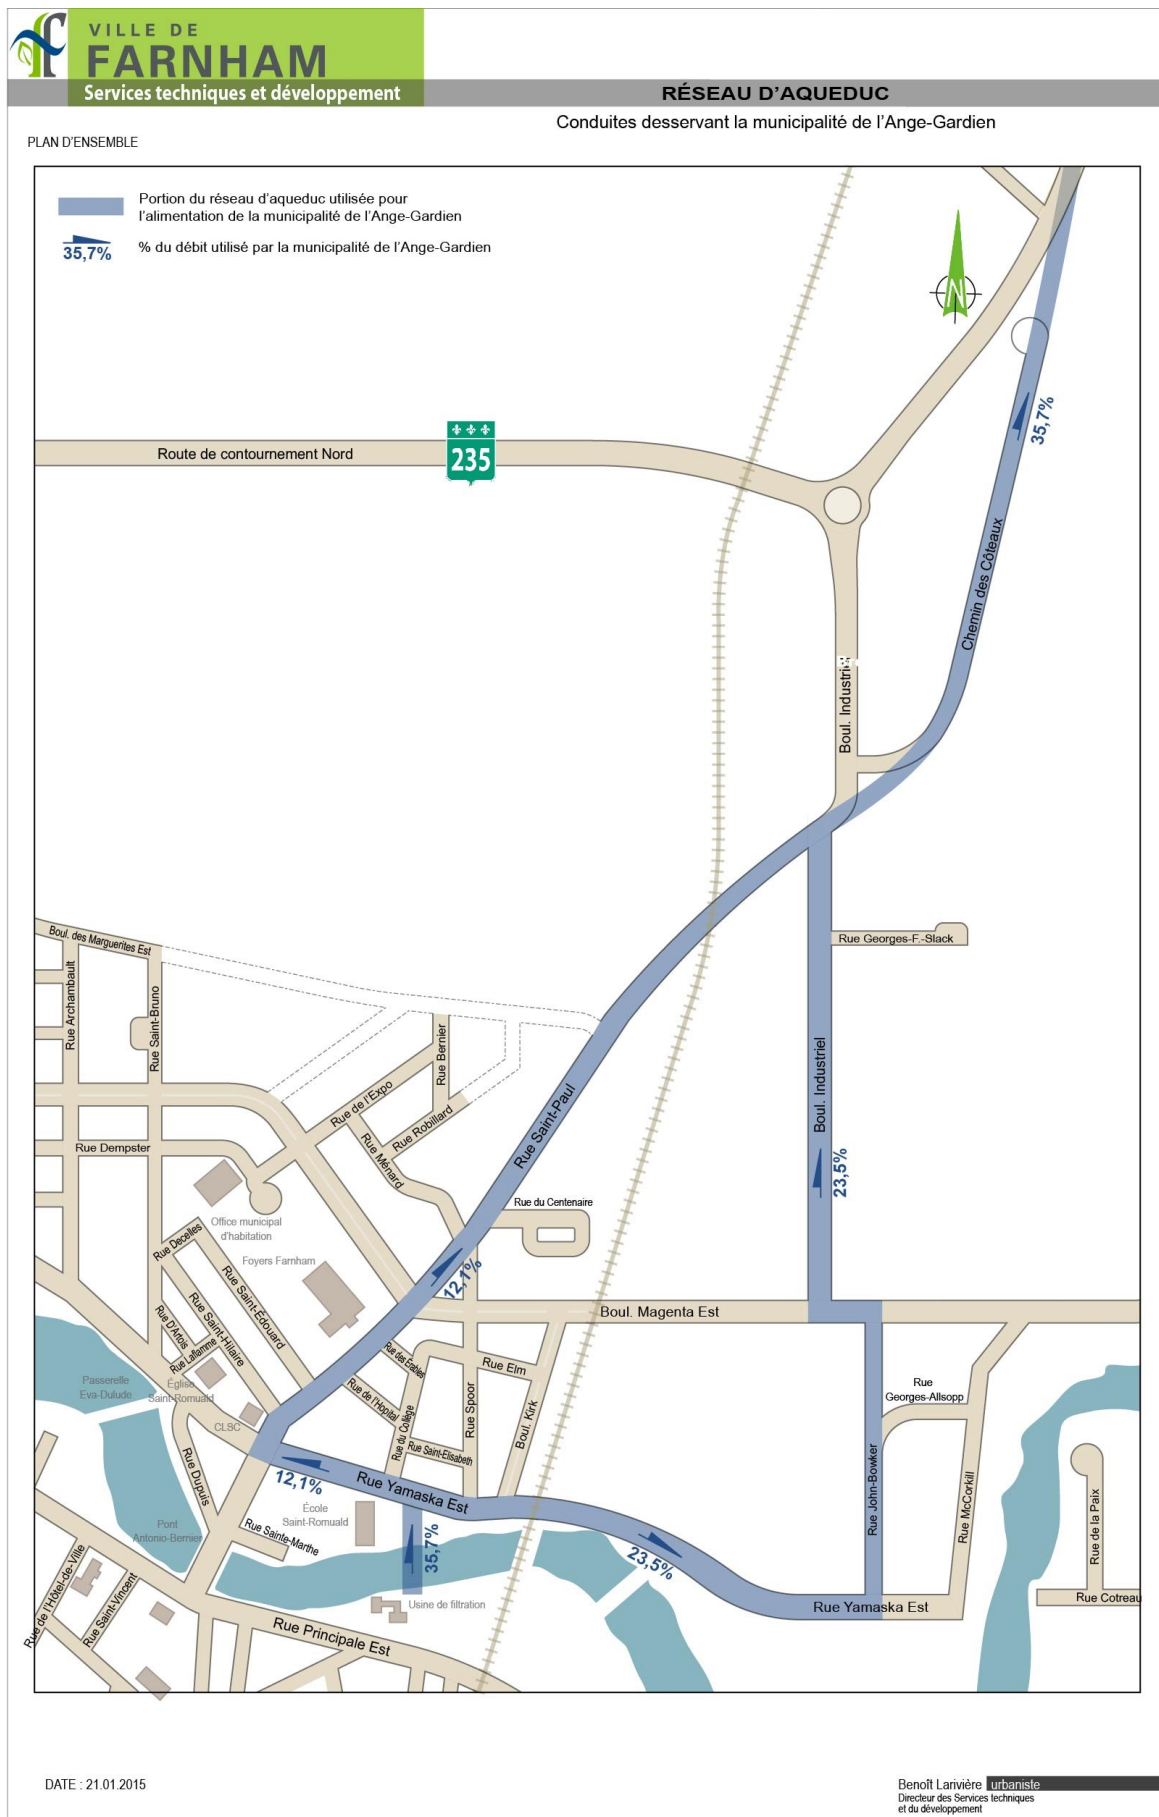 VILLE DE
FARNHAM
Services techniques et développement
RÉSEAU D'AQUEDUC
Conduites desservant la municipalité de l'Ange-Gardien
PLAN D'ENSEMBLE
Portion du réseau d'aqueduc utilisée pour
l'alimentation de la municipalité de l'Ange-Gardien
35,7%
% du débit utilisé par la municipalité de l'Ange-Gardien
N
35,7%
Route de contournement Nord
235
Chemin des Côteaux
Boul. Industriel
Boul. des Marguerites Est
Rue Georges-F.-Slack
Rue Archambault
Rue Saint-Bruno
Rue Bernier
Rue de l'Expo
Rue Robillard
Rue Ménard
Rue Saint-Paul
Boul. Industriel
23,5%
Rue Dempster
Office municipal
d'habitation
Rue du Centenaire
Rue Decelles
Foyers Farnham
Rue Saint-Édouard
12,1%
Rue Saint-Hilaire
Rue D'Artois
Rue Laflamme
Boul. Magenta Est
Rue des Érables
Rue Elm
Passerelle
Eva-Dulude
Église
Saint-Romuald
CLSC
Rue de l'Hopital
Rue du Collège
Rue Spoor
Boul. Kirk
Rue Saint-Elisabeth
Rue
Georges-Allsopp
Rue John-Bowker
Rue McCorkill
Rue de la Paix
Rue Dupuis
12,1%
Rue Yamaska Est
École
Saint-Romuald
Pont
Antonio-Bernier
Rue Sainte-Marthe
35,7%
23,5%
Rue de l'Hôtel-de-Ville
Rue Saint-Vincent
Usine de filtration
Rue Yamaska Est
Rue Cotreau
Rue Principale Est
DATE : 21.01.2015
Benoît Larivière urbaniste
Directeur des Services techniques
et du développement